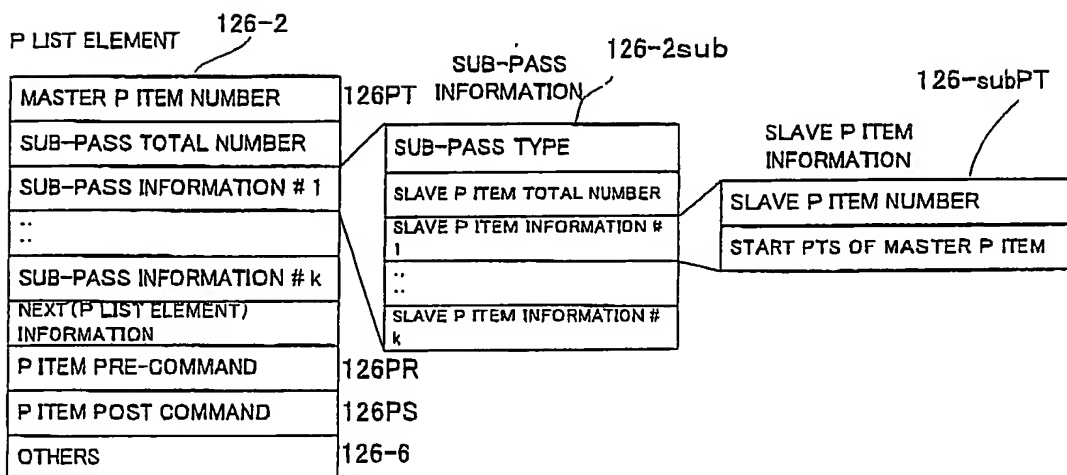 P LIST ELEMENT
126-2
MASTER P ITEM NUMBER
126PT
SUB-PASS TOTAL NUMBER
SUB-PASS INFORMATION # 1
::
SUB-PASS INFORMATION # k
NEXT (P LIST ELEMENT)
INFORMATION
P ITEM PRE-COMMAND
126PR
P ITEM POST COMMAND
126PS
OTHERS
126-6
SUB-PASS
INFORMATION
126-2sub
SUB-PASS TYPE
SLAVE P ITEM TOTAL NUMBER
SLAVE P ITEM INFORMATION #
1
::
SLAVE P ITEM INFORMATION #
k
126-subPT
SLAVE P ITEM
INFORMATION
SLAVE P ITEM NUMBER
START PTS OF MASTER P ITEM